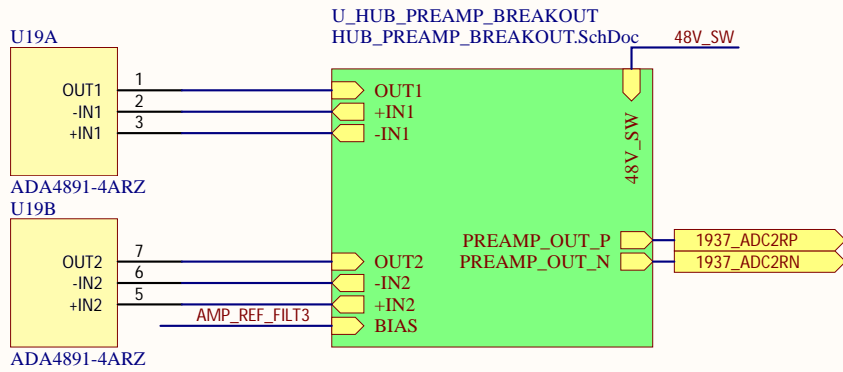 U_HUB_PREAMP_BREAKOUT
HUB_PREAMP_BREAKOUT.SchDoc
48V_SW
U19A
OUT1 1 OUT1
-IN1 2 +IN1
+IN1 3 -IN1
48V_SW
ADA4891-4ARZ
U19B
PREAMP_OUT_P 1937_ADC2RP
OUT2 7 OUT2 PREAMP_OUT_N 1937_ADC2RN
-IN2 6 -IN2
+IN2 5 +IN2
AMP_REF_FILT3 BIAS
ADA4891-4ARZ